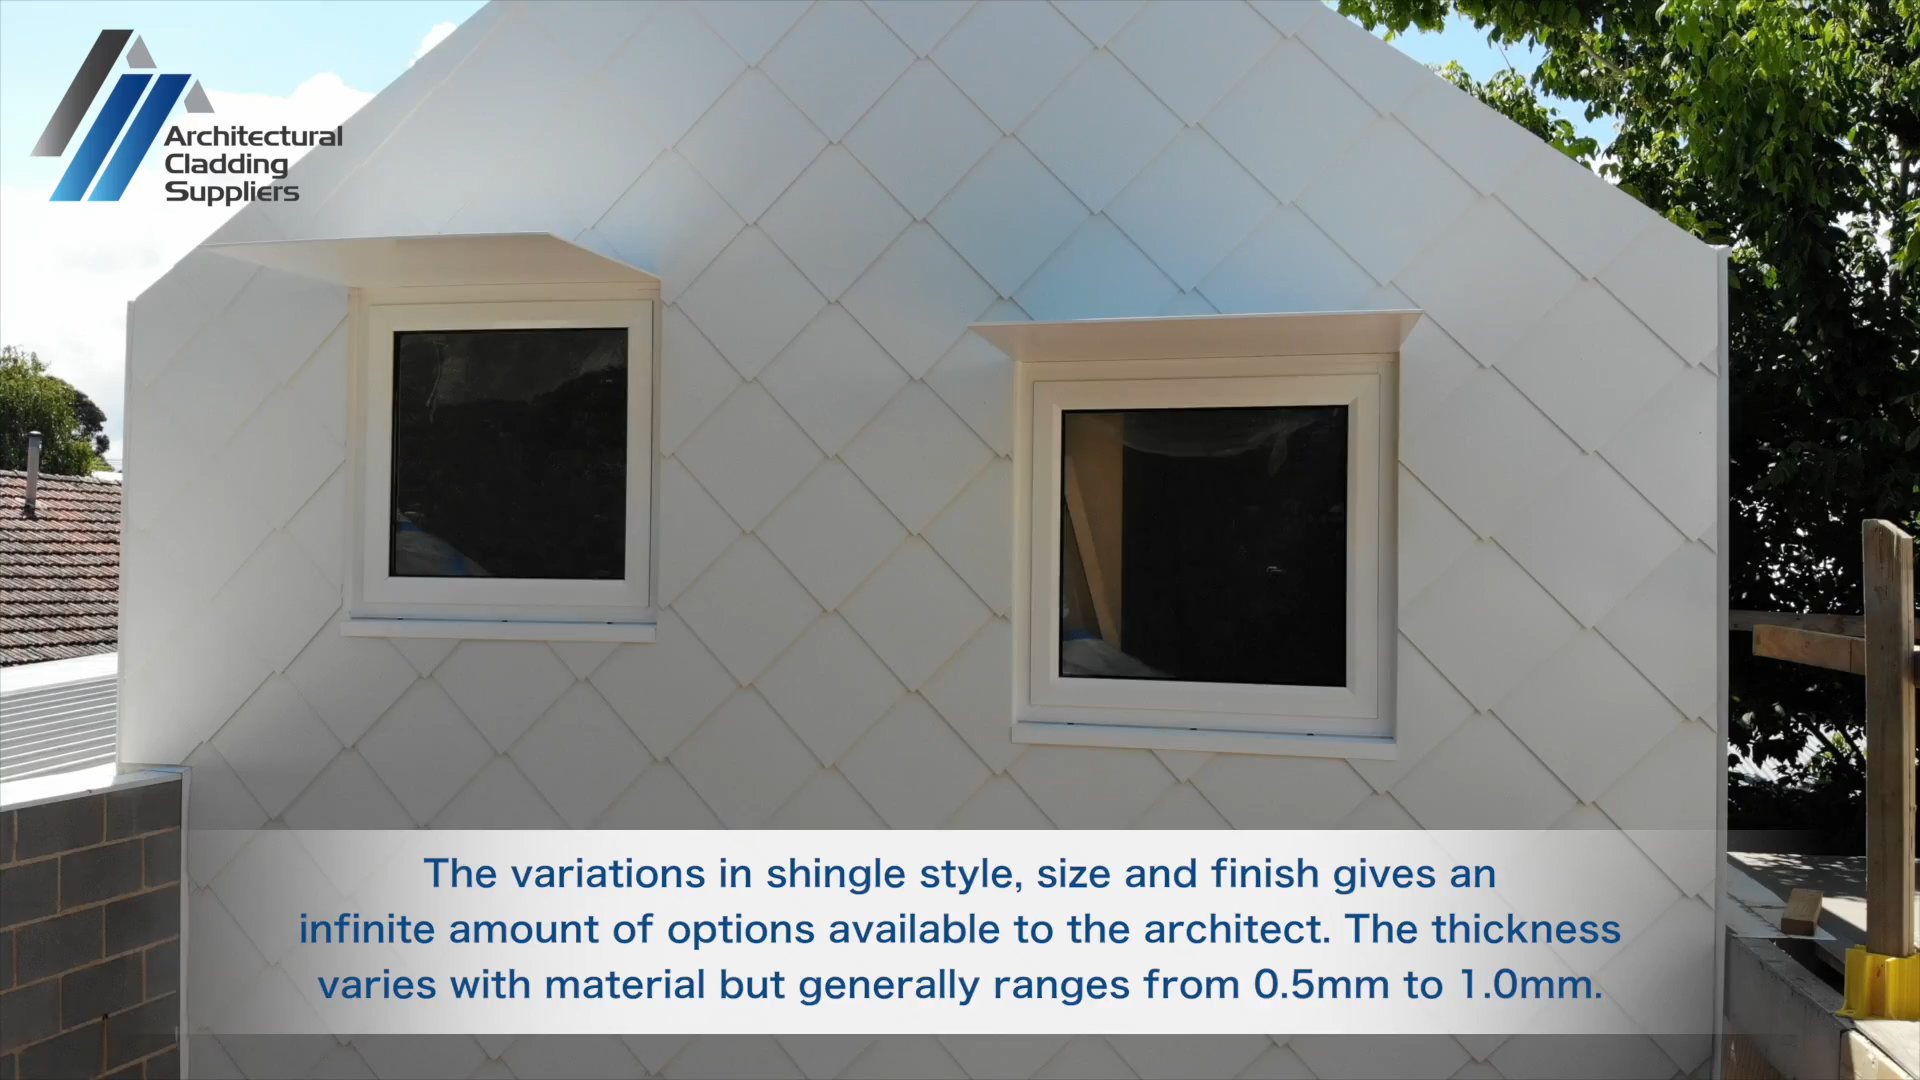 Architectural
Cladding
Suppliers
The variations in shingle style, size and finish gives an
infinite amount of options available to the architect. The thickness
varies with material but generally ranges from 0.5mm to 1.0mm.